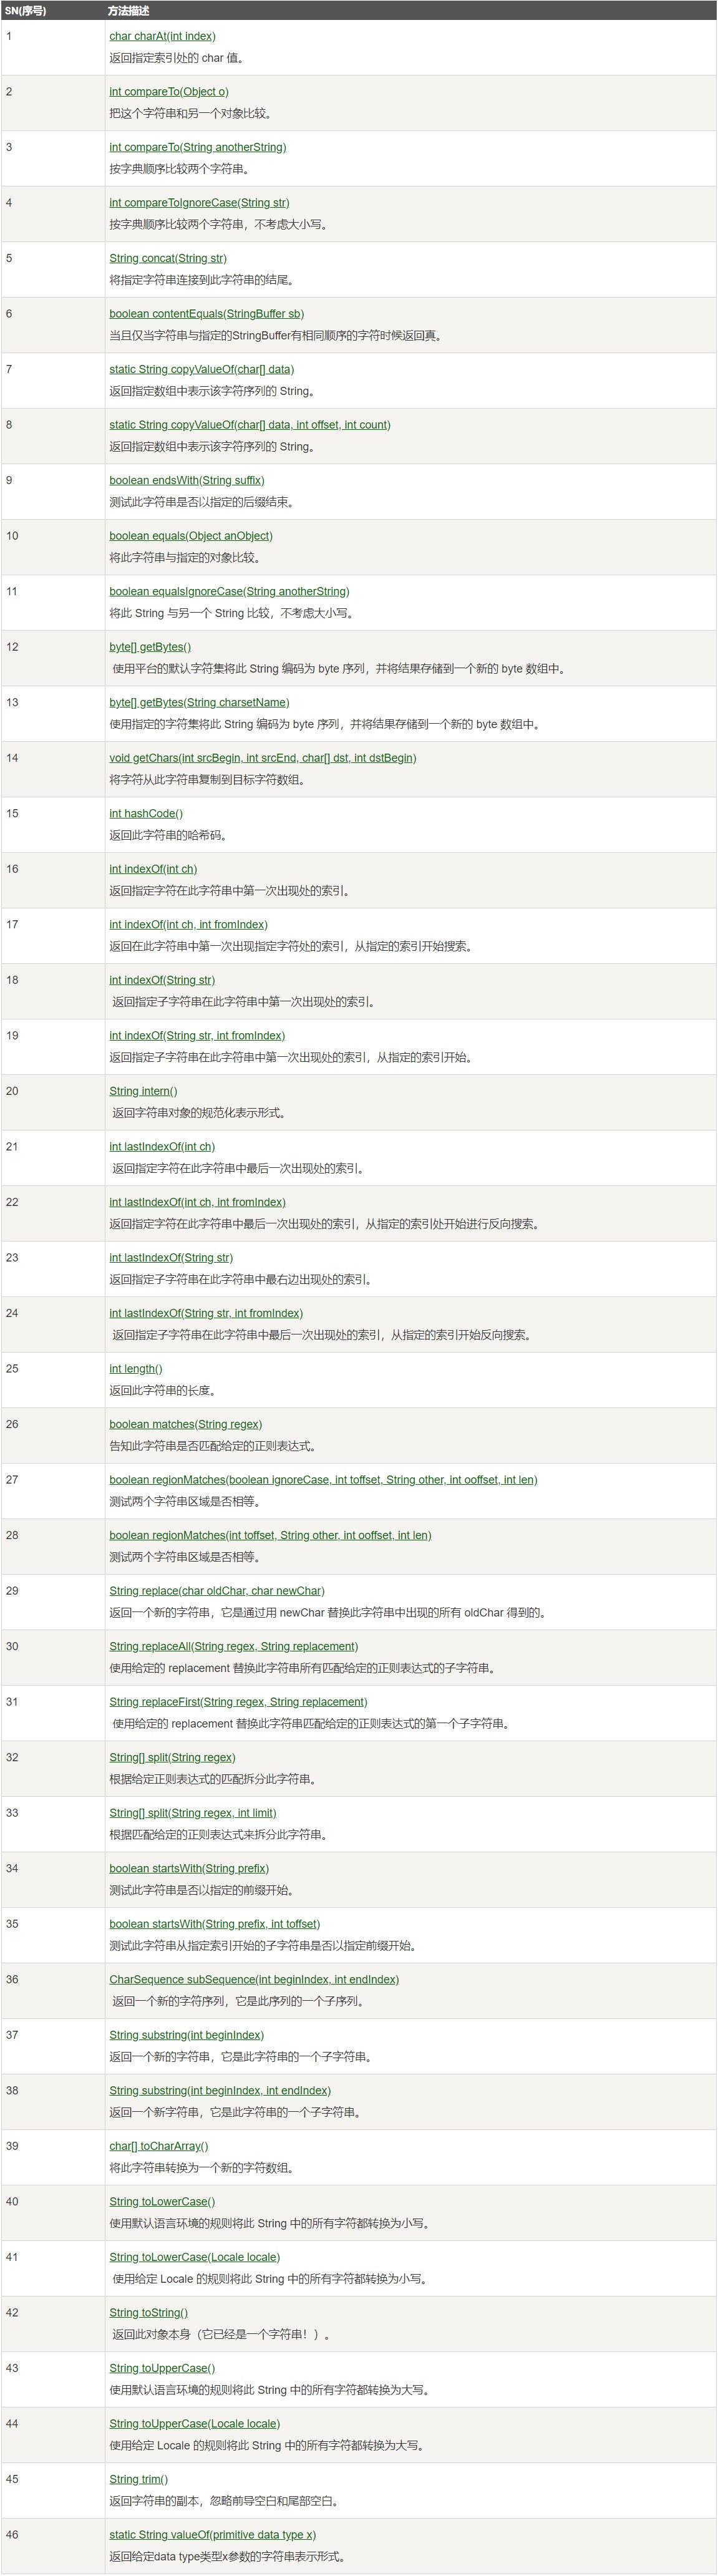 SN(序号) 方法描述
1 char charAt(int index)
返回指定索引处的 char 值。
2 int compareTo(Object o)
把这个字符串和另一个对象比较。
3 int compareTo(String anotherString)
按字典顺序比较两个字符串。
4 int compareToIgnoreCase(String str)
按字典顺序比较两个字符串，不考虑大小写。
5 String concat(String str)
将指定字符串连接到此字符串的结尾。
6 boolean contentEquals(StringBuffer sb)
当且仅当字符串与指定的StringBuffer有相同顺序的字符时候返回真。
7 static String copyValueOf(char[] data)
返回指定数组中表示该字符序列的 String。
8 static String copyValueOf(char[] data, int offset, int count)
返回指定数组中表示该字符序列的 String。
9 boolean endsWith(String suffix)
测试此字符串是否以指定的后缀结束。
10 boolean equals(Object anObject)
将此字符串与指定的对象比较。
11 boolean equalsIgnoreCase(String anotherString)
将此 String 与另一个 String 比较，不考虑大小写。
12 byte[] getBytes()
使用平台的默认字符集将此 String 编码为 byte 序列，并将结果存储到一个新的 byte 数组中。
13 byte[] getBytes(String charsetName)
使用指定的字符集将此 String 编码为 byte 序列，并将结果存储到一个新的 byte 数组中。
14 void getChars(int srcBegin, int srcEnd, char[] dst, int dstBegin)
将字符从此字符串复制到目标字符数组。
15 int hashCode()
返回此字符串的哈希码。
16 int indexOf(int ch)
返回指定字符在此字符串中第一次出现处的索引。
17 int indexOf(int ch, int fromIndex)
返回在此字符串中第一次出现指定字符处的索引，从指定的索引开始搜索。
18 int indexOf(String str)
返回指定子字符串在此字符串中第一次出现处的索引。
19 int indexOf(String str, int fromIndex)
返回指定子字符串在此字符串中第一次出现处的索引，从指定的索引开始。
20 String intern()
返回字符串对象的规范化表示形式。
21 int lastIndexOf(int ch)
返回指定字符在此字符串中最后一次出现处的索引。
22 int lastIndexOf(int ch, int fromIndex)
返回指定字符在此字符串中最后一次出现处的索引，从指定的索引处开始进行反向搜索。
23 int lastIndexOf(String str)
返回指定子字符串在此字符串中最右边出现处的索引。
24 int lastIndexOf(String str, int fromIndex)
返回指定子字符串在此字符串中最后一次出现处的索引，从指定的索引开始反向搜索。
25 int length()
返回此字符串的长度。
26 boolean matches(String regex)
告知此字符串是否匹配给定的正则表达式。
27 boolean regionMatches(boolean ignoreCase, int toffset, String other, int ooffset, int len)
测试两个字符串区域是否相等。
28 boolean regionMatches(int toffset, String other, int ooffset, int len)
测试两个字符串区域是否相等。
29 String replace(char oldChar, char newChar)
返回一个新的字符串，它是通过用 newChar 替换此字符串中出现的所有 oldChar 得到的。
30 String replaceAll(String regex, String replacement)
使用给定的 replacement 替换此字符串所有匹配给定的正则表达式的子字符串。
31 String replaceFirst(String regex, String replacement)
使用给定的 replacement 替换此字符串匹配给定的正则表达式的第一个子字符串。
32 String[] split(String regex)
根据给定正则表达式的匹配拆分此字符串。
33 String[] split(String regex, int limit)
根据匹配给定的正则表达式来拆分此字符串。
34 boolean startsWith(String prefix)
测试此字符串是否以指定的前缀开始。
35 boolean startsWith(String prefix, int toffset)
测试此字符串从指定索引开始的子字符串是否以指定前缀开始。
36 CharSequence subSequence(int beginIndex, int endIndex)
返回一个新的字符序列，它是此序列的一个子序列。
37 String substring(int beginIndex)
返回一个新的字符串，它是此字符串的一个子字符串。
38 String substring(int beginIndex, int endIndex)
返回一个新字符串，它是此字符串的一个子字符串。
39 char[] toCharArray()
将此字符串转换为一个新的字符数组。
40 String toLowerCase()
使用默认语言环境的规则将此 String 中的所有字符都转换为小写。
41 String toLowerCase(Locale locale)
使用给定 Locale 的规则将此 String 中的所有字符都转换为小写。
42 String toString()
返回此对象本身（它已经是一个字符串！）。
43 String toUpperCase()
使用默认语言环境的规则将此 String 中的所有字符都转换为大写。
44 String toUpperCase(Locale locale)
使用给定 Locale 的规则将此 String 中的所有字符都转换为大写。
45 String trim()
返回字符串的副本，忽略前导空白和尾部空白。
46 static String valueOf(primitive data type x)
返回给定data type类型x参数的字符串表示形式。